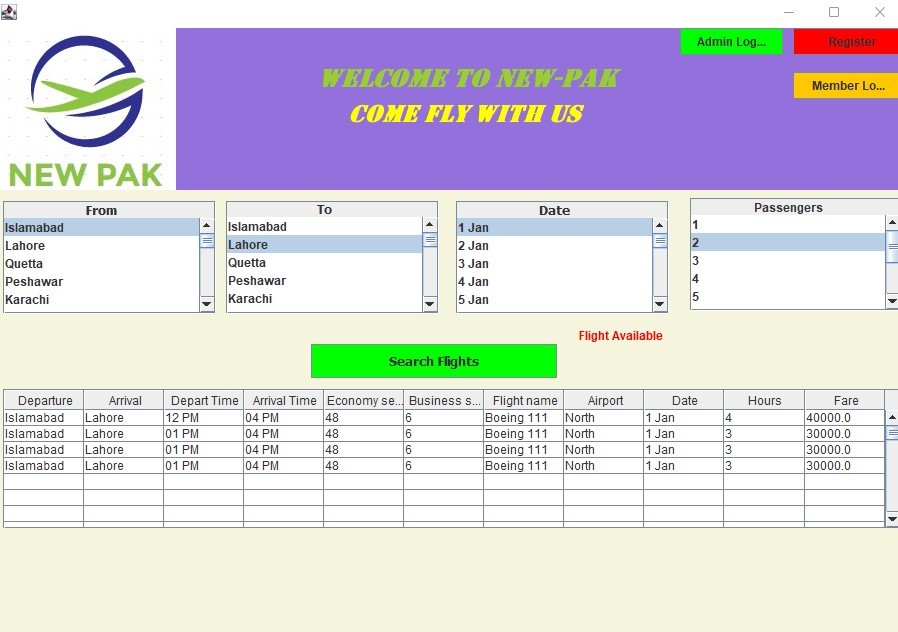 Admin Log... Register
WELCOME TO NEW-PAK
Member Lo...
COME FLY WITH US
NEW PAK
From To Date Passengers
Islamabad Islamabad 1 Jan 1
Lahore Lahore 2 Jan 2
Quetta Quetta 3 Jan 3
Peshawar Peshawar 4 Jan 4
Karachi Karachi 5 Jan 5
Flight Available
Search Flights
Departure Arrival Depart Time Arrival Time Economy se... Business s... Flight name Airport Date Hours Fare
Islamabad Lahore 12 PM 04 PM 48 6 Boeing 111 North 1 Jan 4 40000.0
Islamabad Lahore 01 PM 04 PM 48 6 Boeing 111 North 1 Jan 3 30000.0
Islamabad Lahore 01 PM 04 PM 48 6 Boeing 111 North 1 Jan 3 30000.0
Islamabad Lahore 01 PM 04 PM 48 6 Boeing 111 North 1 Jan 3 30000.0